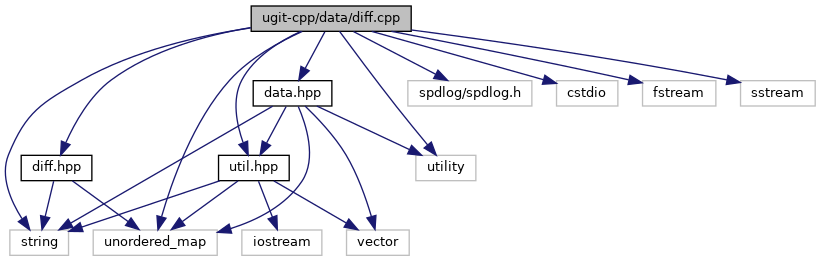 ugit-cpp/data/diff.cpp
data.hpp
spdlog/spdlog.h
cstdio
fstream
sstream
diff.hpp
util.hpp
utility
string
unordered_map
iostream
vector